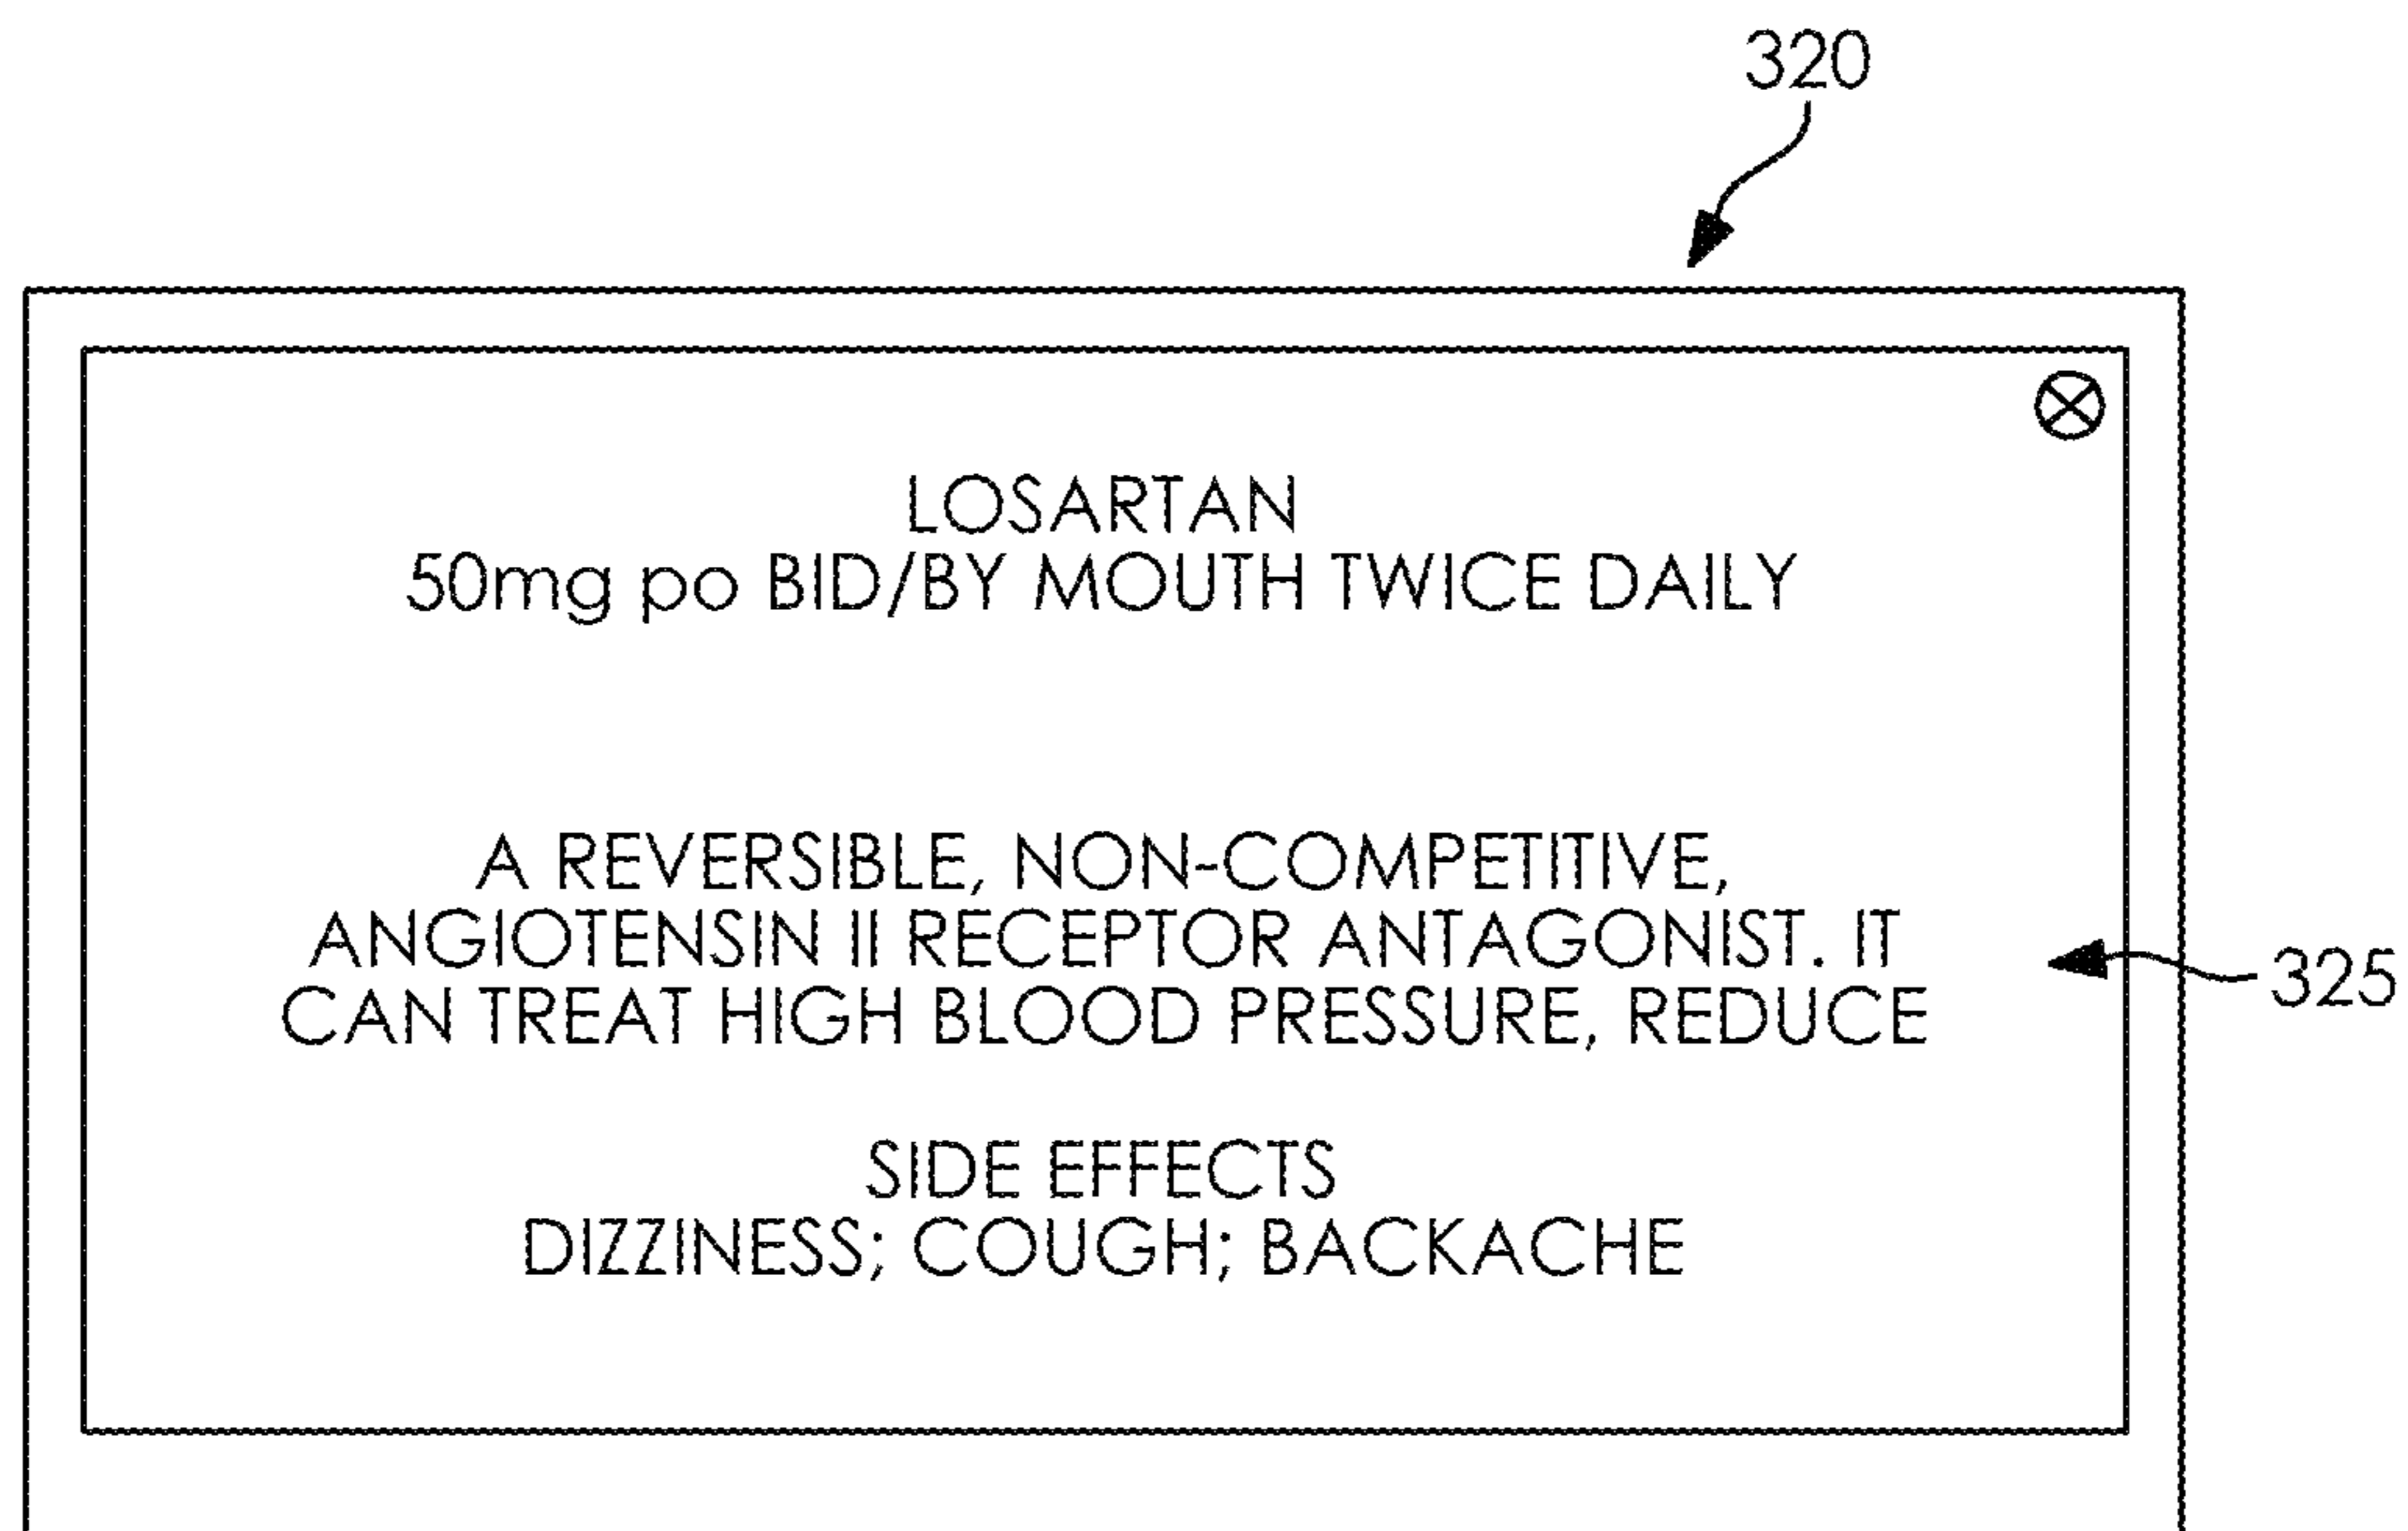 320
LOSARTAN
50mg po BID/BY MOUTH TWICE DAILY
A REVERSIBLE, NON-COMPETITIVE,
ANGIOTENSIN II RECEPTOR ANTAGONIST. IT
CAN TREAT HIGH BLOOD PRESSURE, REDUCE
325
SIDE EFFECTS
DIZZINESS; COUGH; BACKACHE